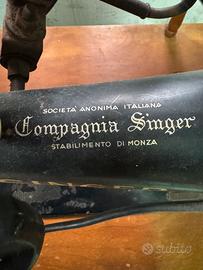 SOCIETÀ ANONIMA ITALIANA
Compagnia Singer
STABILIMENTO DI MONZA
subito